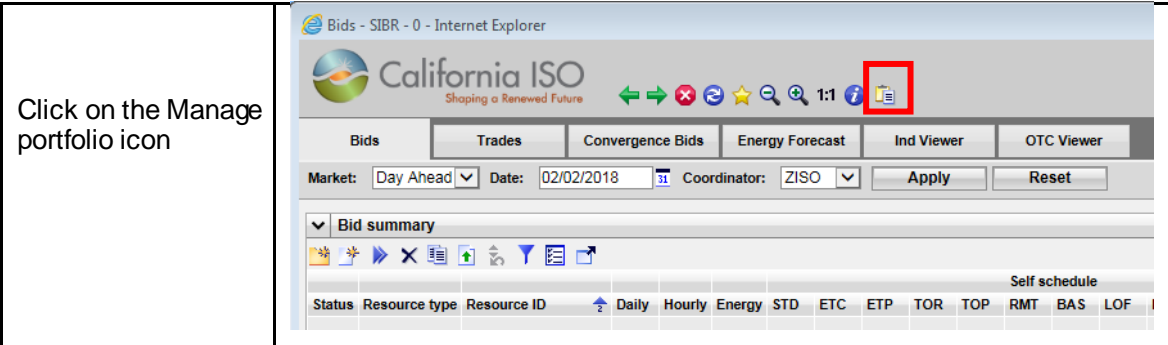 Click on the Manage
portfolio icon
Bids - SIBR - 0 - Internet Explorer
California ISO
Shaping a Renewed Future
1:1
Bids Trades Convergence Bids Energy Forecast Ind Viewer OTC Viewer
Market: Day Ahead Date: 02/02/2018 31 Coordinator: ZISO Apply Reset
Bid summary
Self schedule
Status Resource type Resource ID 2 Daily Hourly Energy STD ETC ETP TOR TOP RMT BAS LOF